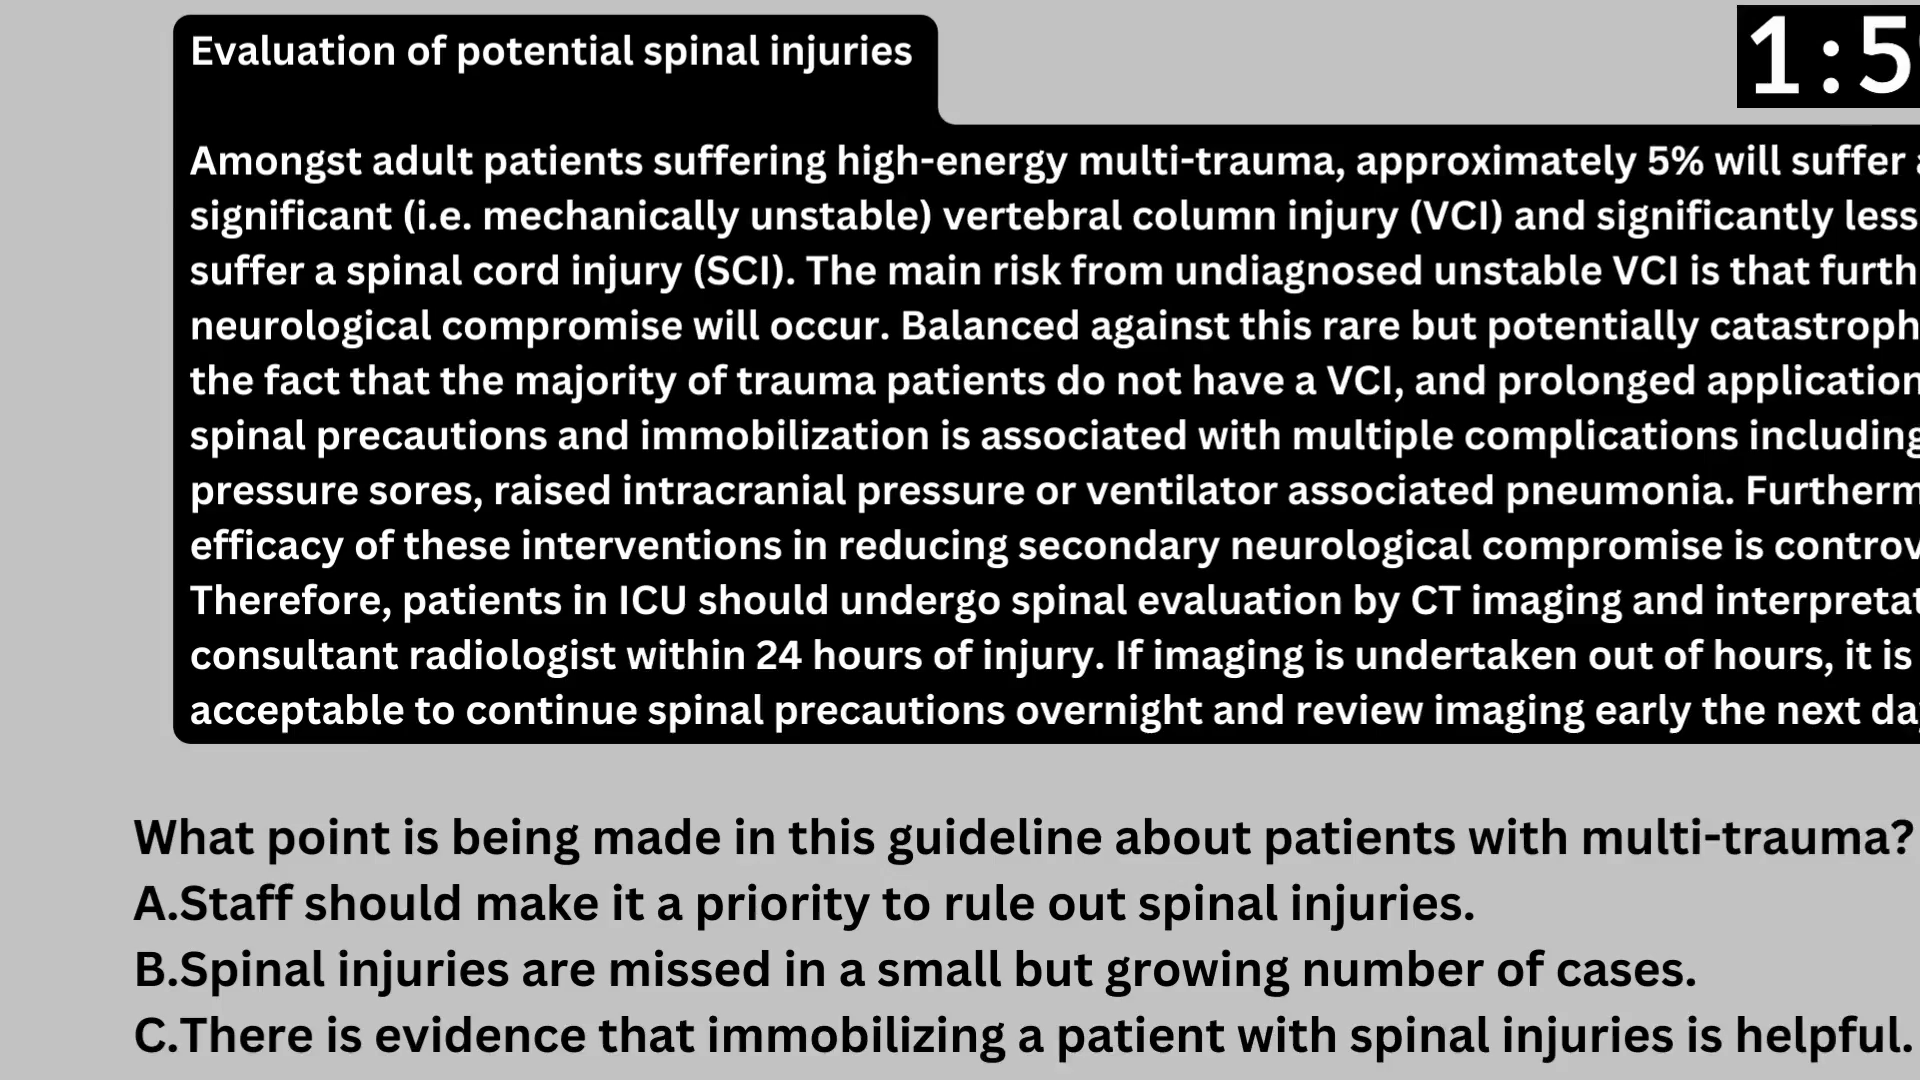 Evaluation of potential spinal injuries
1:5
Amongst adult patients suffering high-energy multi-trauma, approximately 5% will suffer
significant (i.e. mechanically unstable) vertebral column injury (VCI) and significantly less
suffer a spinal cord injury (SCI). The main risk from undiagnosed unstable VCI is that furth
neurological compromise will occur. Balanced against this rare but potentially catastroph
the fact that the majority of trauma patients do not have a VCI, and prolonged application
spinal precautions and immobilization is associated with multiple complications including
pressure sores, raised intracranial pressure or ventilator associated pneumonia. Furtherm
efficacy of these interventions in reducing secondary neurological compromise is controv
Therefore, patients in ICU should undergo spinal evaluation by CT imaging and interpretat
consultant radiologist within 24 hours of injury. If imaging is undertaken out of hours, it is
acceptable to continue spinal precautions overnight and review imaging early the next day
What point is being made in this guideline about patients with multi-trauma?
A.Staff should make it a priority to rule out spinal injuries.
B.Spinal injuries are missed in a small but growing number of cases.
C.There is evidence that immobilizing a patient with spinal injuries is helpful.